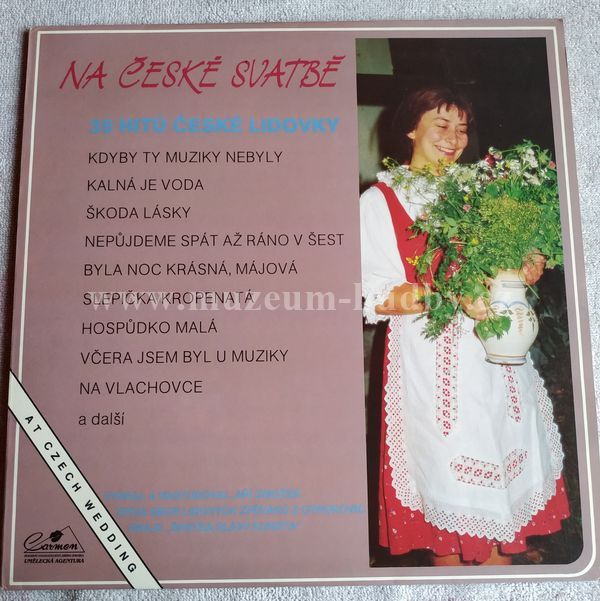 NA ČESKÉ SVATBĚ
35 HITŮ ČESKÉ LIDOVKY
KDYBY TY MUZIKY NEBYLY
KALNÁ JE VODA
ŠKODA LÁSKY
NEPŮJDEME SPÁT AŽ RÁNO V ŠEST
BYLA NOC KRÁSNÁ, MÁJOVÁ
SLEPIČKA KROPENATÁ
www.muzeum-hudby
HOSPŮDKO MALÁ
VČERA JSEM BYL U MUZIKY
NA VLACHOVCE
a další
AT CZECH WEDDING
Carmen
UMĚLECKÁ AGENTURA